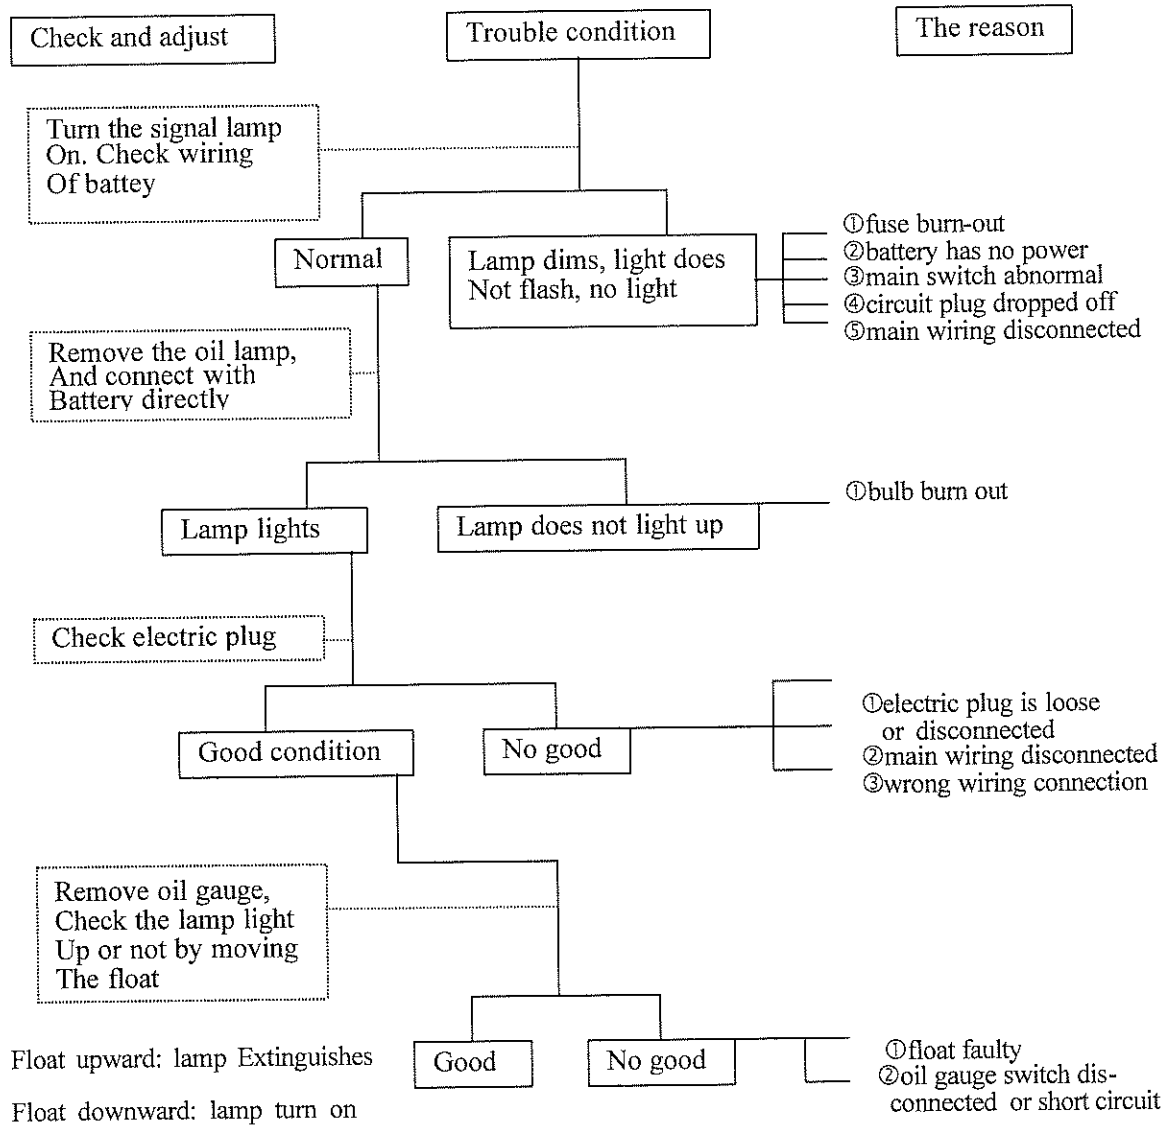 Check and adjust
Trouble condition
The reason
Turn the signal lamp
On. Check wiring
Of battey
Normal
Lamp dims, light does
Not flash, no light
①fuse burn-out
②battery has no power
③main switch abnormal
④circuit plug dropped off
⑤main wiring disconnected
Remove the oil lamp,
And connect with
Battery directly
Lamp lights
Lamp does not light up
①bulb burn out
Check electric plug
Good condition
No good
①electric plug is loose
or disconnected
②main wiring disconnected
③wrong wiring connection
Remove oil gauge,
Check the lamp light
Up or not by moving
The float
Float upward: lamp Extinguishes
Float downward: lamp turn on
Good
No good
①float faulty
②oil gauge switch dis-
connected or short circuit